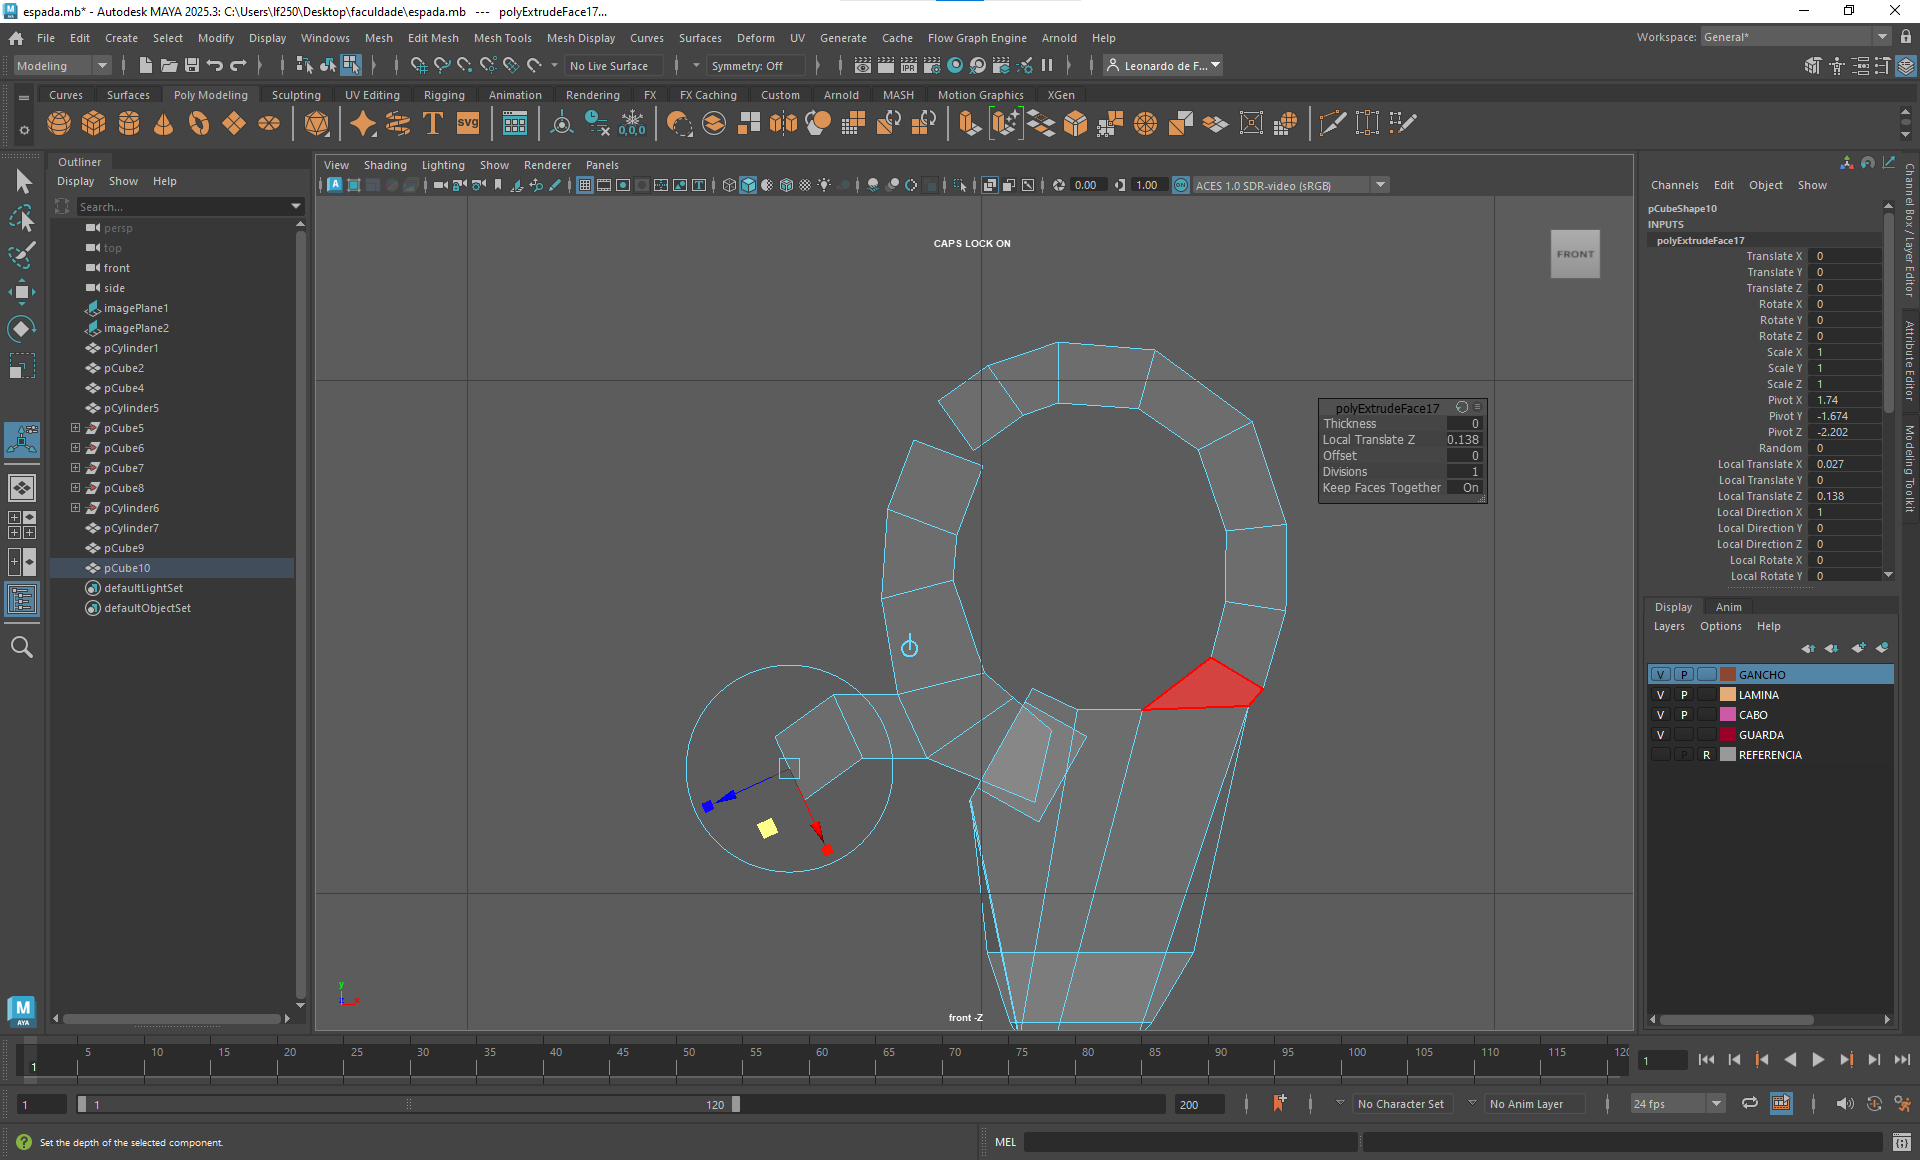 espada.mb* - Autodesk MAYA 2025.3: C:\Users\lf250\Desktop\faculdade\espada.mb --- polyExtrudeFace17...
File Edit Create Select Modify Display Windows Mesh Edit Mesh Mesh Tools Mesh Display Curves Surfaces Deform UV Generate Cache Flow Graph Engine Arnold Help
Workspace: General*
Modeling No Live Surface Symmetry: Off IPR Leonardo de F...
Curves Surfaces Poly Modeling Sculpting UV Editing Rigging Animation Rendering FX FX Caching Custom Arnold MASH Motion Graphics XGen
T SVG 0,0,0
Outliner
Display Show Help
Search...
persp
top
front
side
imagePlane1
imagePlane2
pCylinder1
pCube2
pCube4
pCylinder5
pCube5
pCube6
pCube7
pCube8
pCylinder6
pCylinder7
pCube9
pCube10
defaultLightSet
defaultObjectSet
View Shading Lighting Show Renderer Panels
0.00 1.00 ON ACES 1.0 SDR-video (sRGB)
CAPS LOCK ON
FRONT
polyExtrudeFace17
Thickness 0
Local Translate Z 0.138
Offset 0
Divisions 1
Keep Faces Together On
y
z x
front -Z
M
AYA
Channels Edit Object Show
pCubeShape10
INPUTS
polyExtrudeFace17
Translate X 0
Translate Y 0
Translate Z 0
Rotate X 0
Rotate Y 0
Rotate Z 0
Scale X 1
Scale Y 1
Scale Z 1
Pivot X 1.74
Pivot Y -1.674
Pivot Z -2.202
Random 0
Local Translate X 0.027
Local Translate Y 0
Local Translate Z 0.138
Local Direction X 1
Local Direction Y 0
Local Direction Z 0
Local Rotate X 0
Local Rotate Y 0
Channel Box / Layer Editor
Attribute Editor
Modeling Toolkit
Display Anim
Layers Options Help
V P GANCHO
V P LAMINA
V P CABO
V GUARDA
P R REFERENCIA
5 10 15 20 25 30 35 40 45 50 55 60 65 70 75 80 85 90 95 100 105 110 115 120
1
1
1 1 120 200 No Character Set No Anim Layer 24 fps
Set the depth of the selected component.
MEL